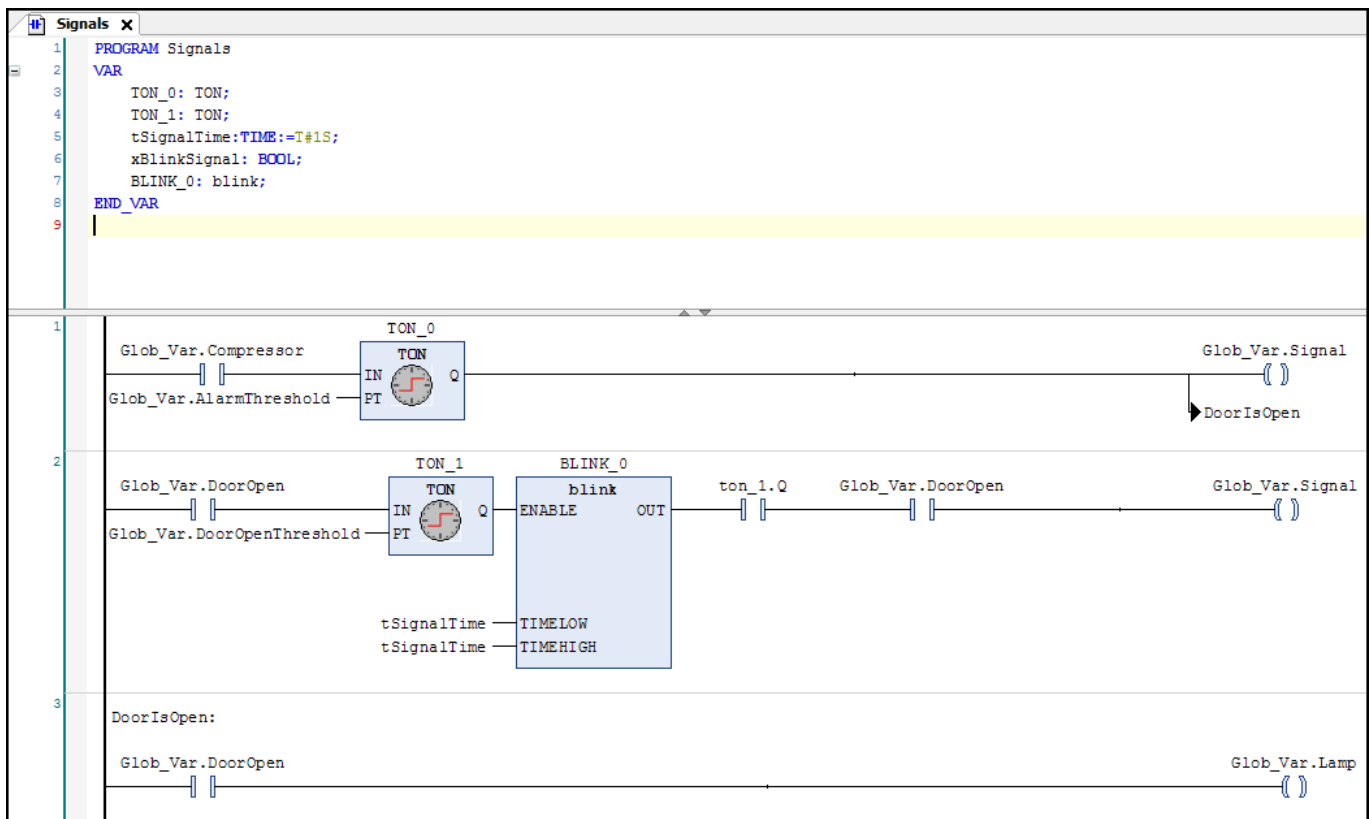 Signals
1 PROGRAM Signals
2 VAR
3 TON_0: TON;
4 TON_1: TON;
5 tSignalTime:TIME:=T#1S;
6 xBlinkSignal: BOOL;
7 BLINK_0: blink;
8 END_VAR
9
1
TON_0
Glob_Var.Compressor TON Glob_Var.Signal
IN Q
Glob_Var.AlarmThreshold PT DoorIsOpen
2
TON_1 BLINK_0
Glob_Var.DoorOpen TON blink ton_1.Q Glob_Var.DoorOpen Glob_Var.Signal
IN Q ENABLE OUT
Glob_Var.DoorOpenThreshold PT
tSignalTime TIMELOW
tSignalTime TIMEHIGH
3
DoorIsOpen:
Glob_Var.DoorOpen Glob_Var.Lamp